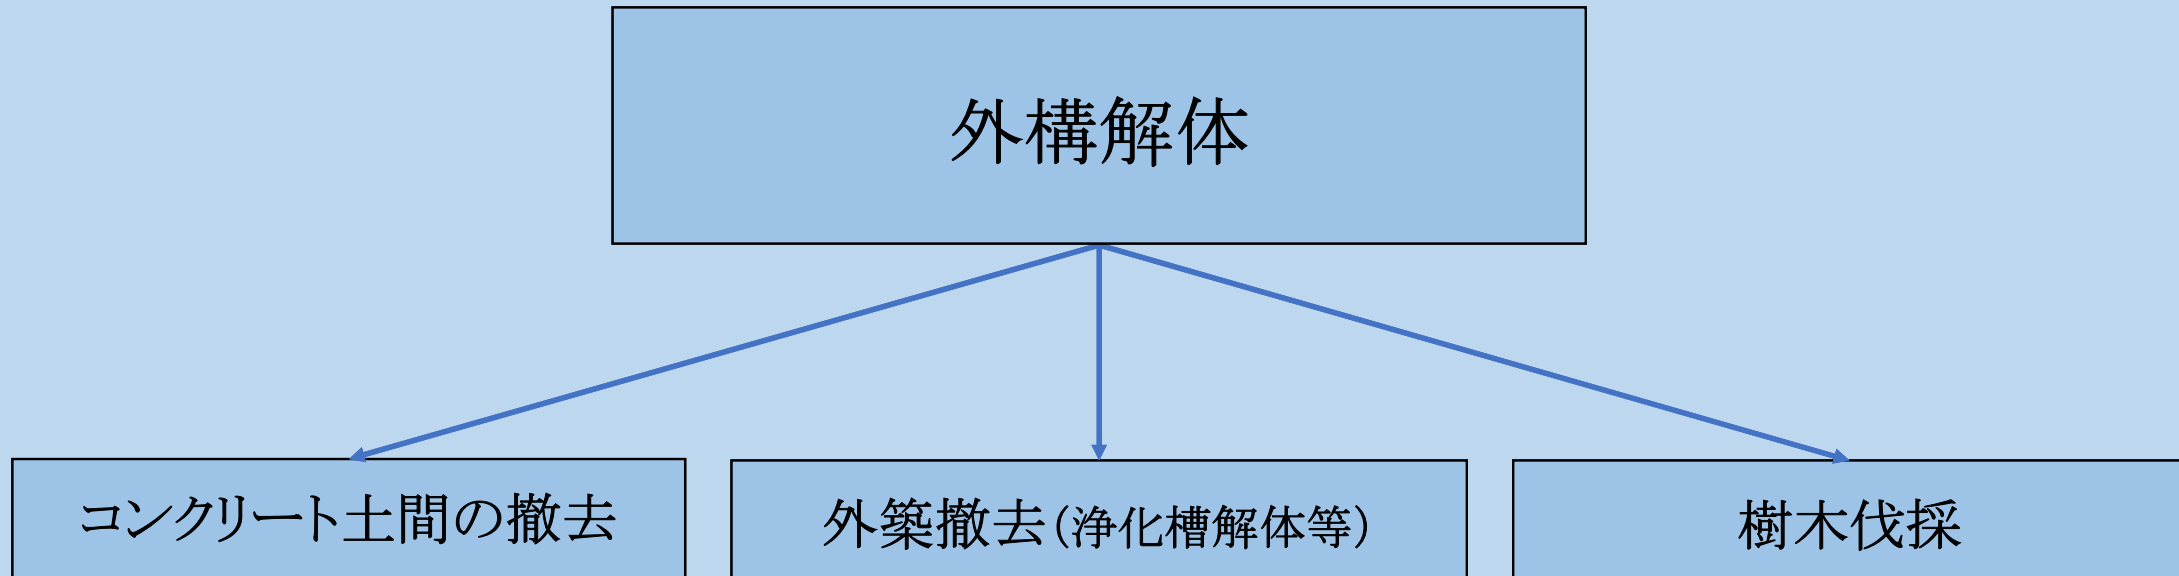 外構解体
コンクリート土間の撤去
外築撤去（浄化槽解体等）
樹木伐採